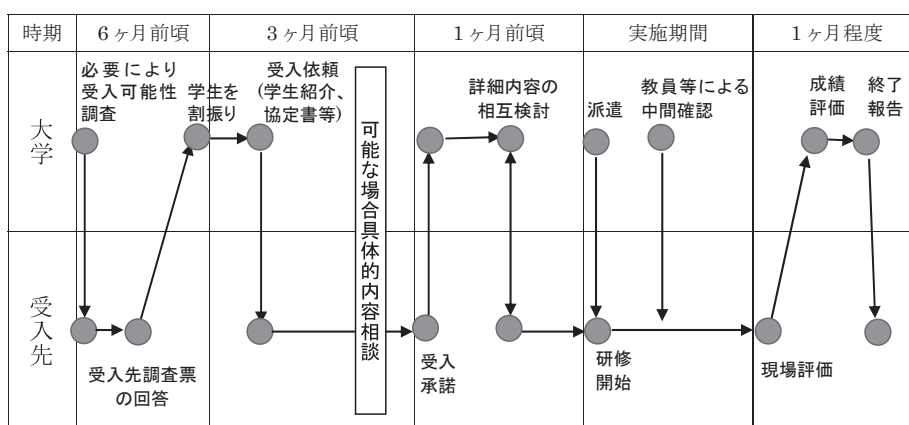 時期
6ヶ月前頃
3ヶ月前頃
1ヶ月前頃
実施期間
1ヶ月程度
大学
必要により
受入可能性
調査
学生を
割振り
受入依頼
(学生紹介、
協定書等)
可能な場合具体的内容相談
詳細内容の
相互検討
派遣
教員等による
中間確認
成績
評価
終了
報告
受入先
受入先調査票
の回答
受入
承諾
研修
開始
現場評価